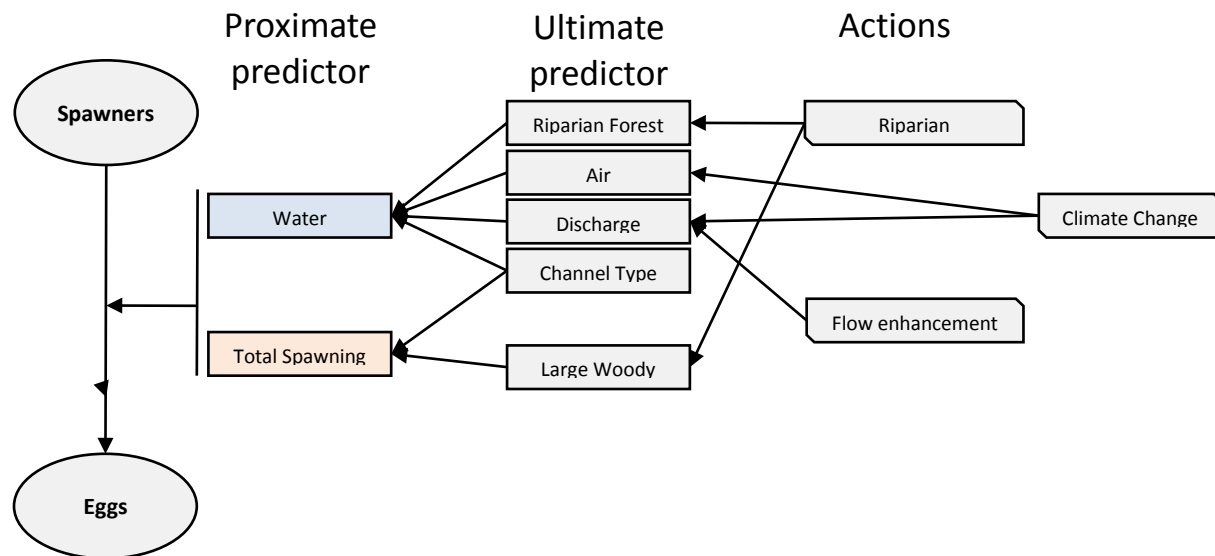 Proximate
predictor
Ultimate
predictor
Actions
Spawners
Riparian Forest
Riparian
Air
Water
Discharge
Climate Change
Channel Type
Flow enhancement
Total Spawning
Large Woody
Eggs